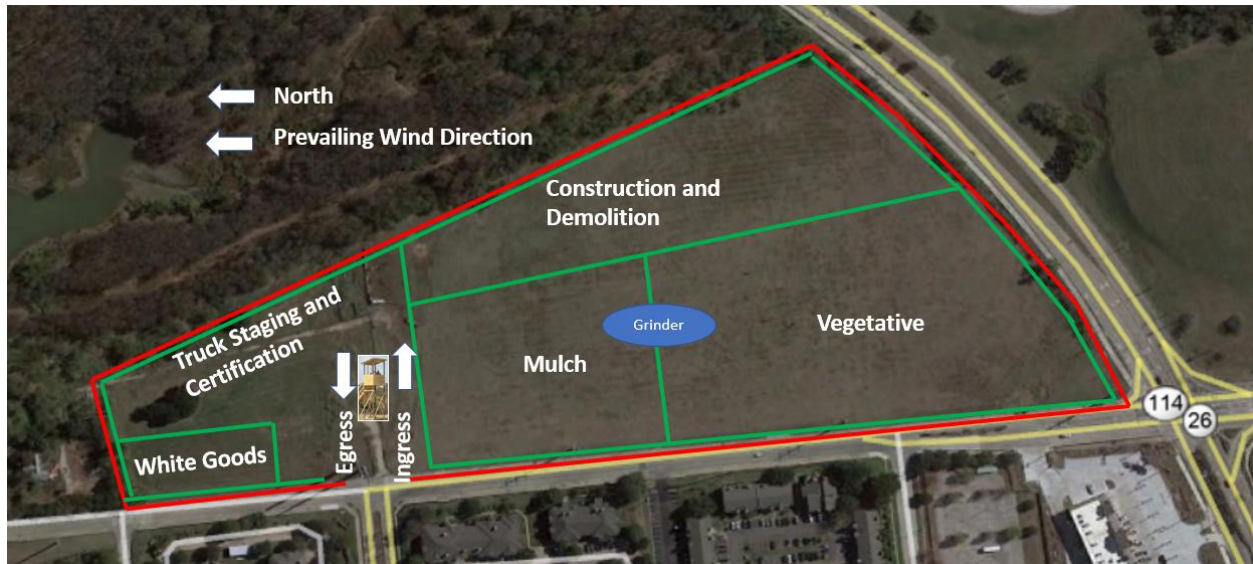 North
Prevailing Wind Direction
Construction and
Demolition
Truck Staging and
Certification
Grinder
Vegetative
Mulch
Egress
Ingress
White Goods
114
26